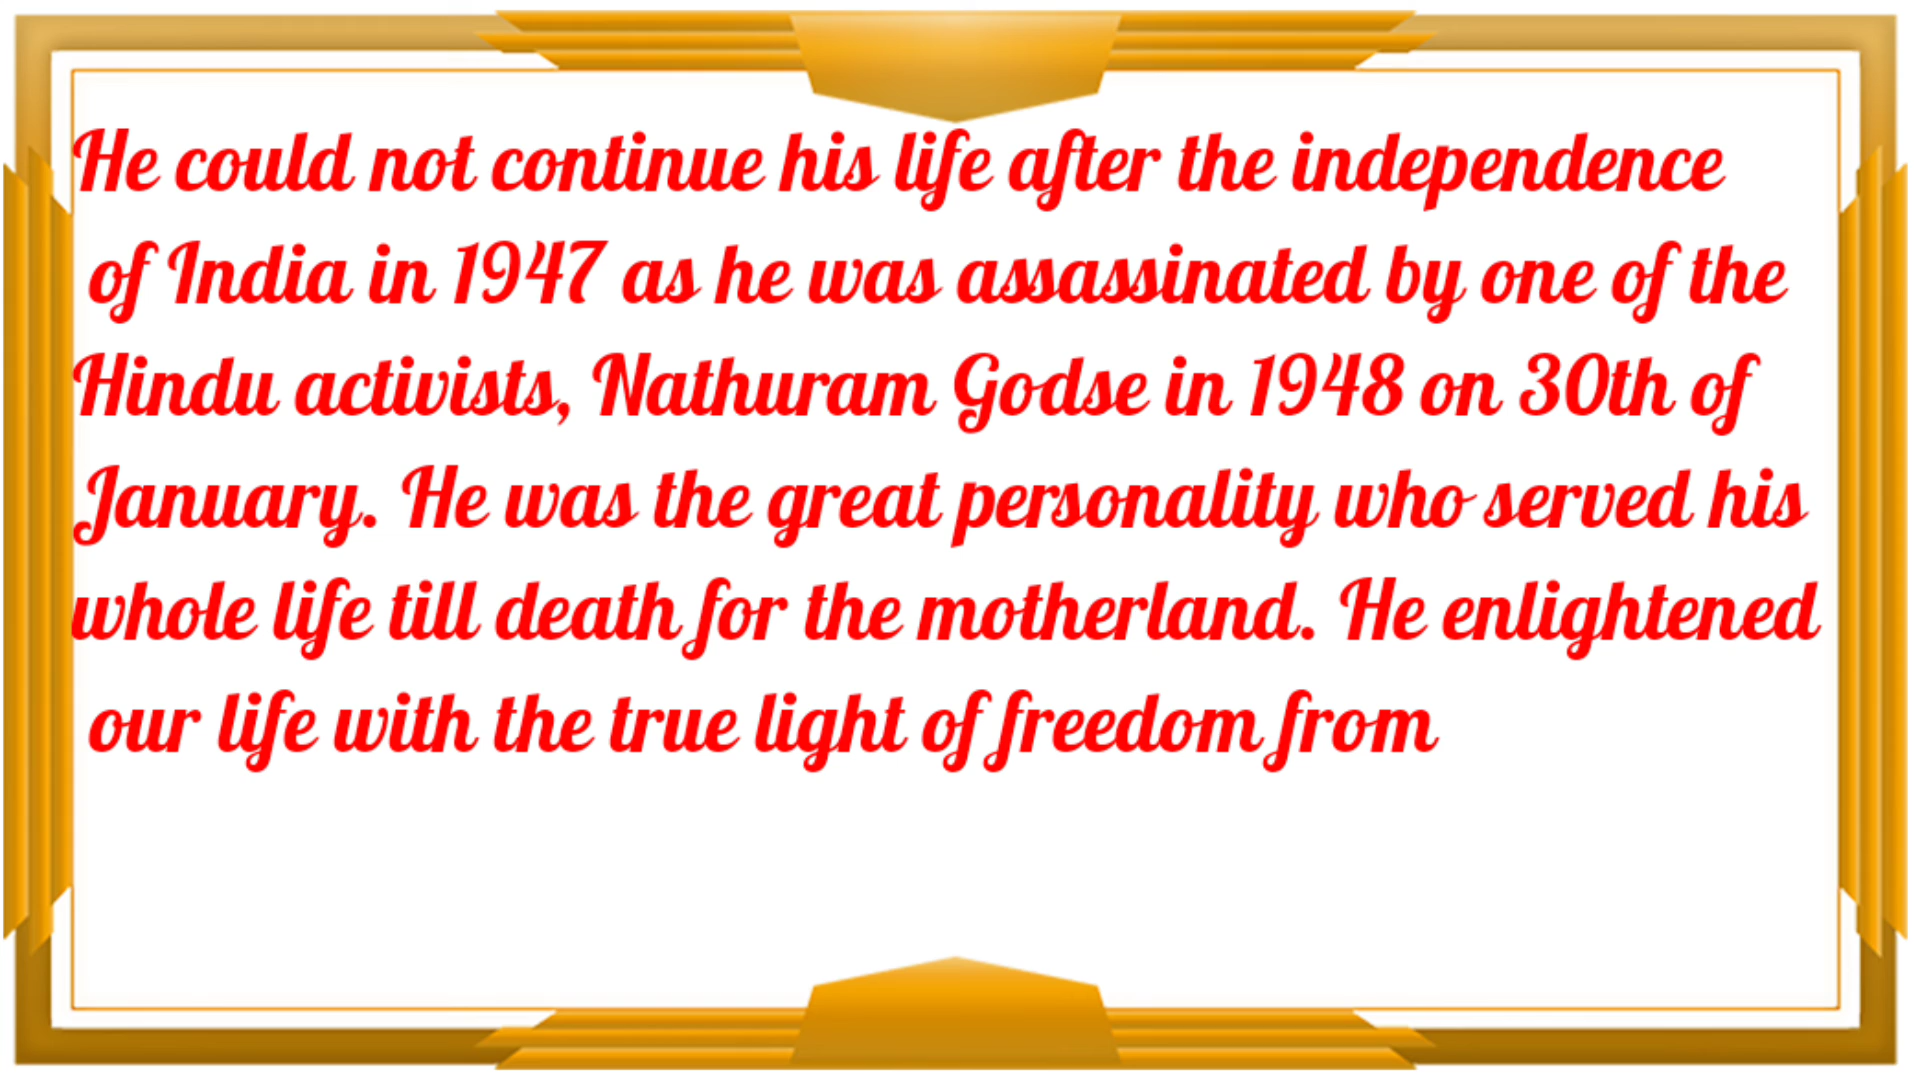 He could not continue his life after the independence
of India in 1947 as he was assassinated by one of the
Hindu activists, Nathuram Godse in 1948 on 30th of
January. He was the great personality who served his
whole life till death for the motherland. He enlightened
our life with the true light of freedom from